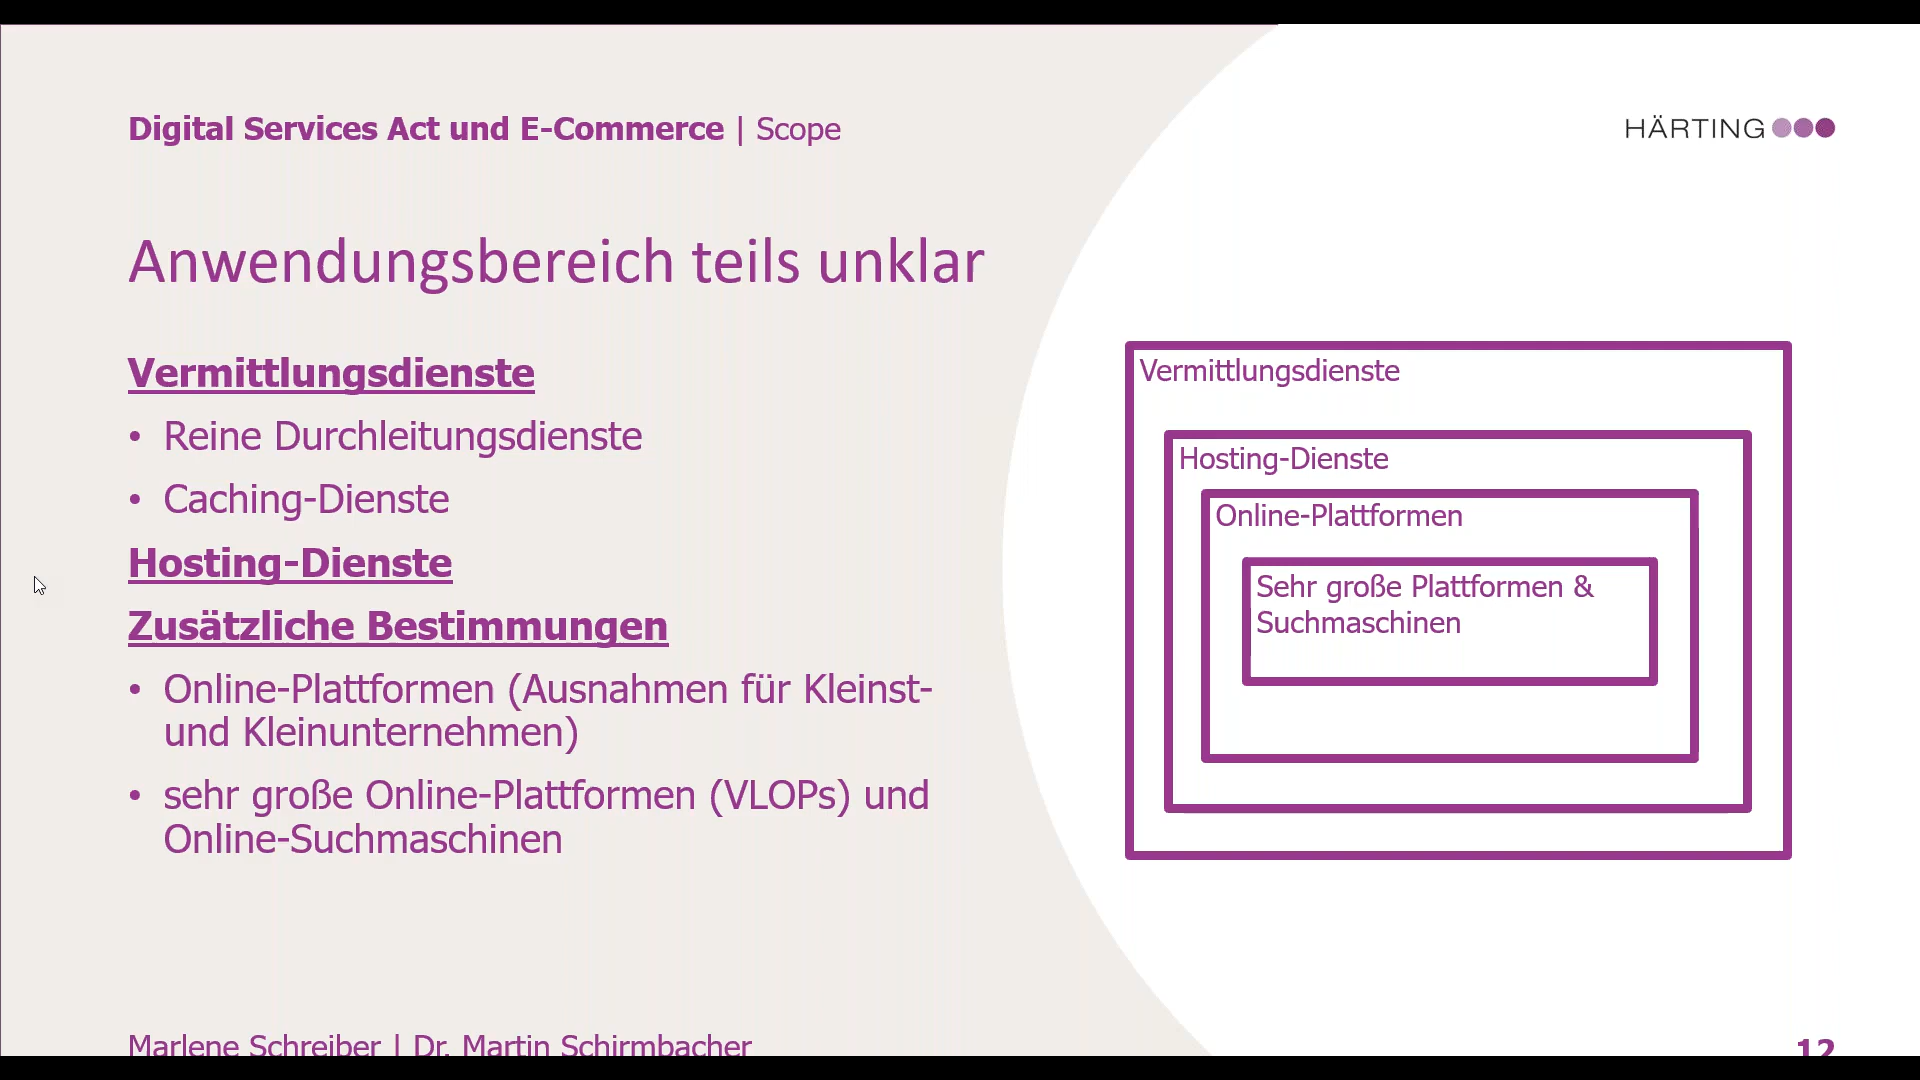 Digital Services Act und E-Commerce | Scope
HÄRTING
Anwendungsbereich teils unklar
Vermittlungsdienste
• Reine Durchleitungsdienste
• Caching-Dienste
Hosting-Dienste
Zusätzliche Bestimmungen
• Online-Plattformen (Ausnahmen für Kleinst-
und Kleinunternehmen)
• sehr große Online-Plattformen (VLOPs) und
Online-Suchmaschinen
Vermittlungsdienste
Hosting-Dienste
Online-Plattformen
Sehr große Plattformen &
Suchmaschinen
Marlene Schreiber | Dr. Martin Schirmbacher
12